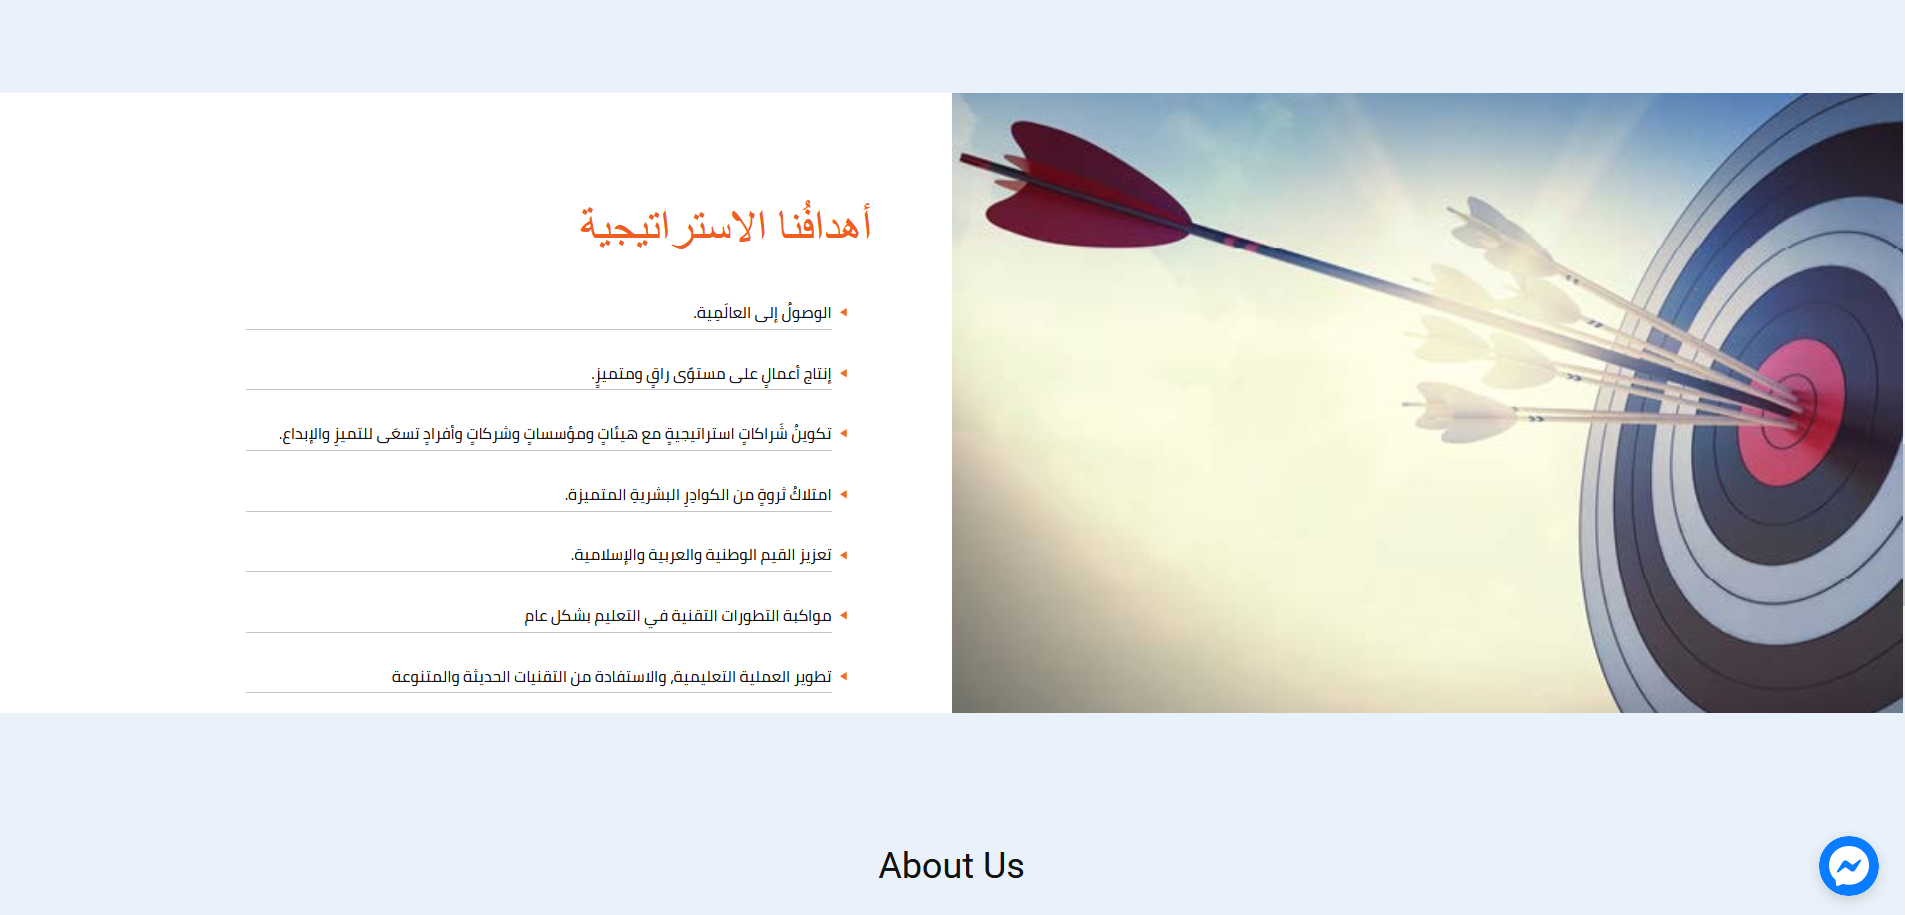 أهدافُنا الاستراتيجية
الوصولُ إلى العالَمِية.
إنتاج أعمالٍ على مستوًى راقٍ ومتميزٍ.
تكوينُ شَراكاتٍ استراتيجيةٍ مع هيئاتٍ ومؤسساتٍ وشركاتٍ وأفرادٍ تسعَى للتميزِ والإبداع.
امتلاكُ ثروةٍ من الكوادِرِ البشريةِ المتميزة.
تعزيز القيم الوطنية والعربية والإسلامية.
مواكبة التطورات التقنية في التعليم بشكل عام
تطوير العملية التعليمية، والاستفادة من التقنيات الحديثة والمتنوعة
About Us